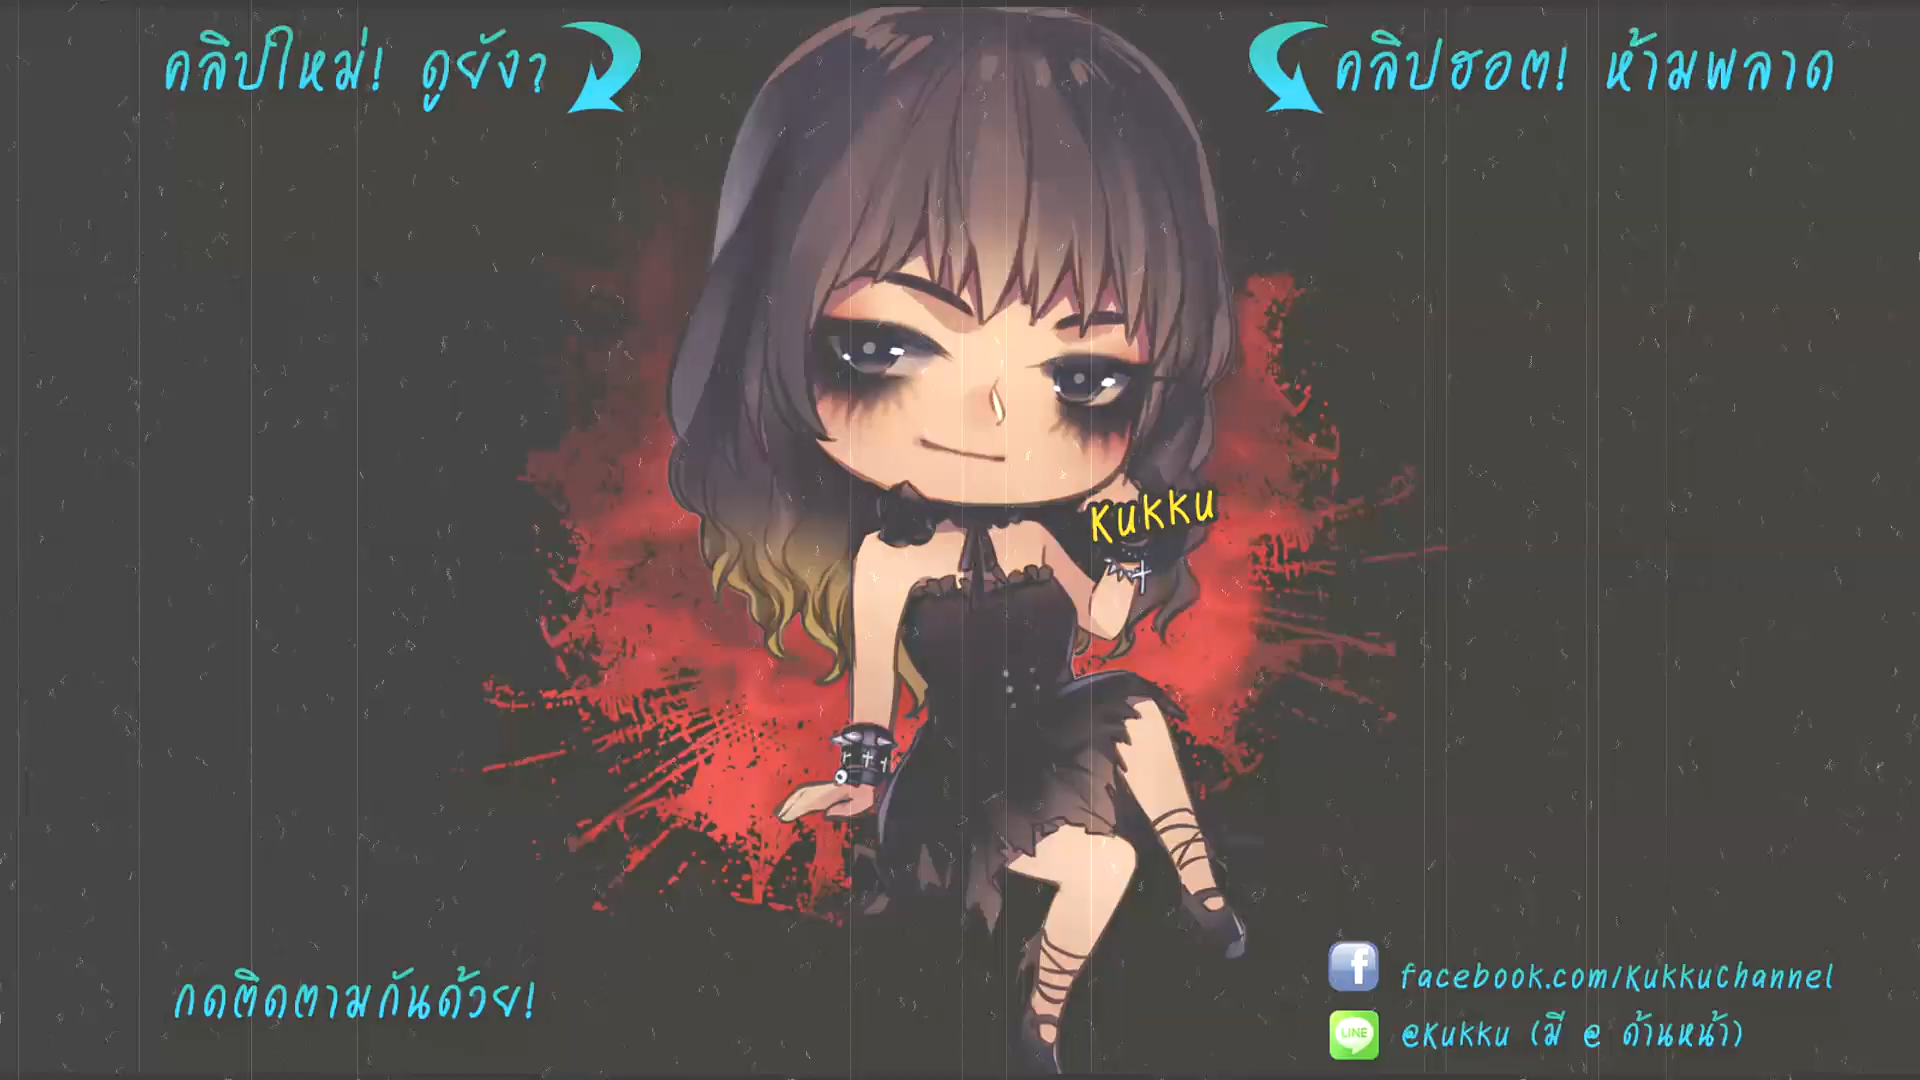 คลิปใหม่! ดูยัง?
คลิปฮอต! ห้ามพลาด
Kukku
กดติดตามกันด้วย!
facebook.com/KukkuChannel
LINE
@Kukku (มี @ ด้านหน้า)